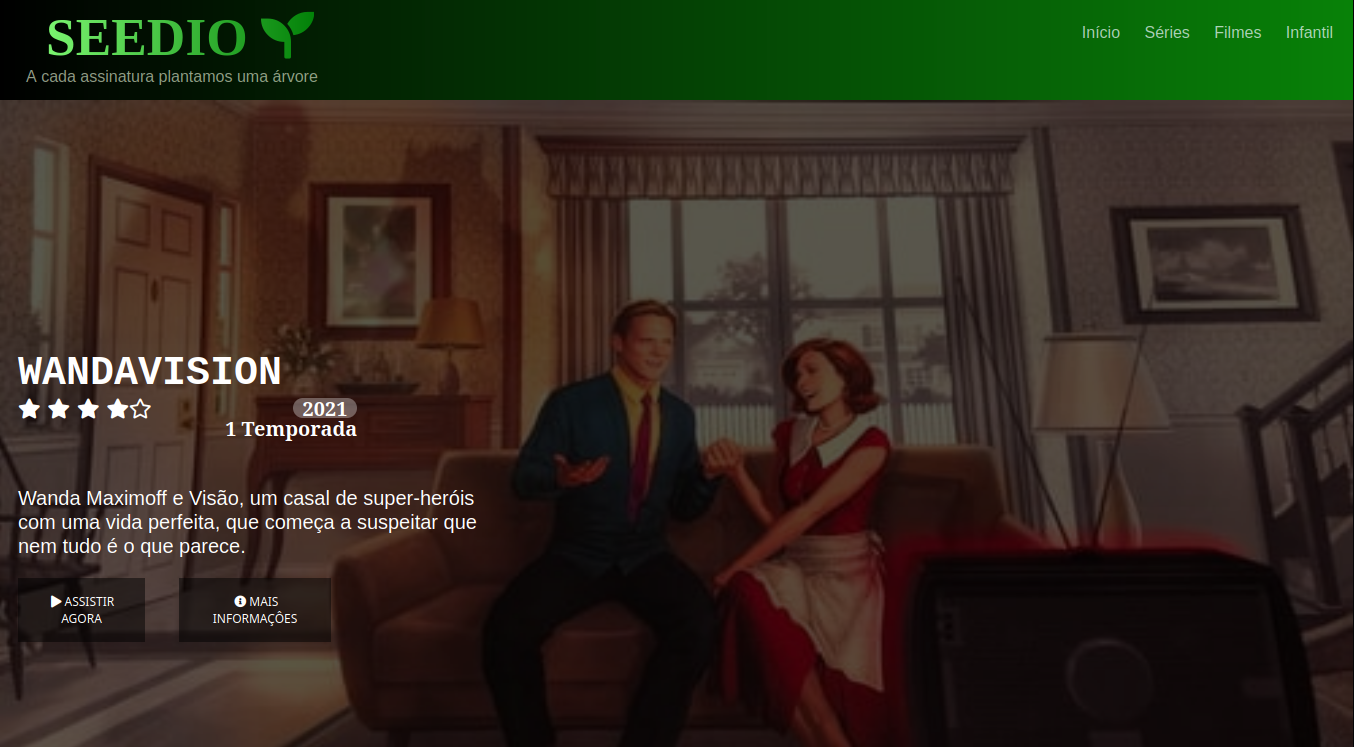 SEEDIO
A cada assinatura plantamos uma árvore
Início Séries Filmes Infantil
WANDAVISION
2021
1 Temporada
Wanda Maximoff e Visão, um casal de super-heróis
com uma vida perfeita, que começa a suspeitar que
nem tudo é o que parece.
ASSISTIR
AGORA
MAIS
INFORMAÇÔES